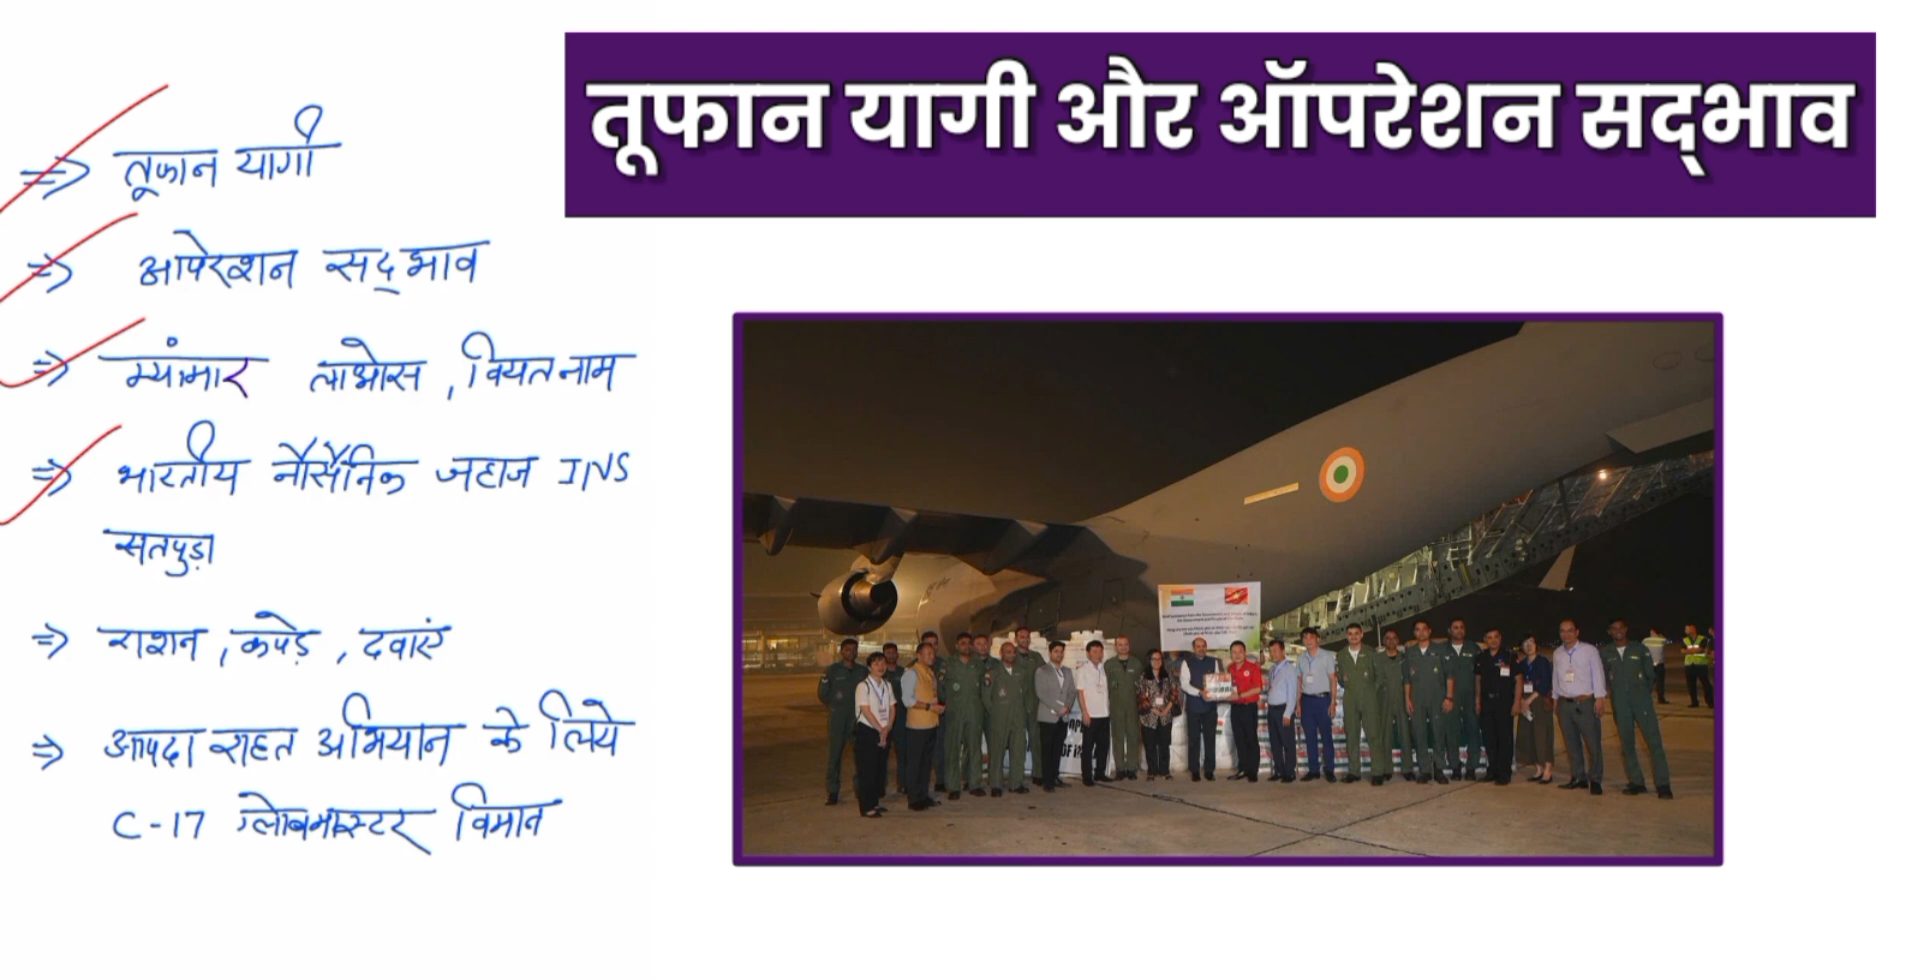 तूफान यागी और ऑपरेशन सद्‌भाव
⇒ तूफान यागी
⇒ आपरेशन सद्‌भाव
⇒ म्यांमार लाओस , वियतनाम
⇒ भारतीय नौसैनिक जहाज INS
सतपुड़ा
⇒ राशन , कपड़े , दवाएं
⇒ आपदा राहत अभियान के लिये
C-17 ग्लोबमास्टर विमान